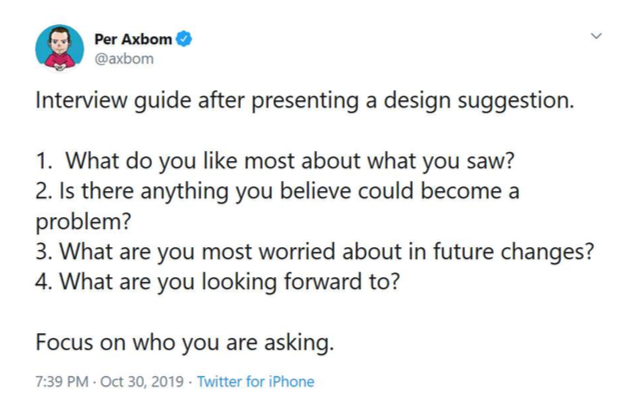 Per Axbom
@axbom
Interview guide after presenting a design suggestion.
1. What do you like most about what you saw?
2. Is there anything you believe could become a
problem?
3. What are you most worried about in future changes?
4. What are you looking forward to?
Focus on who you are asking.
7:39 PM · Oct 30, 2019 · Twitter for iPhone